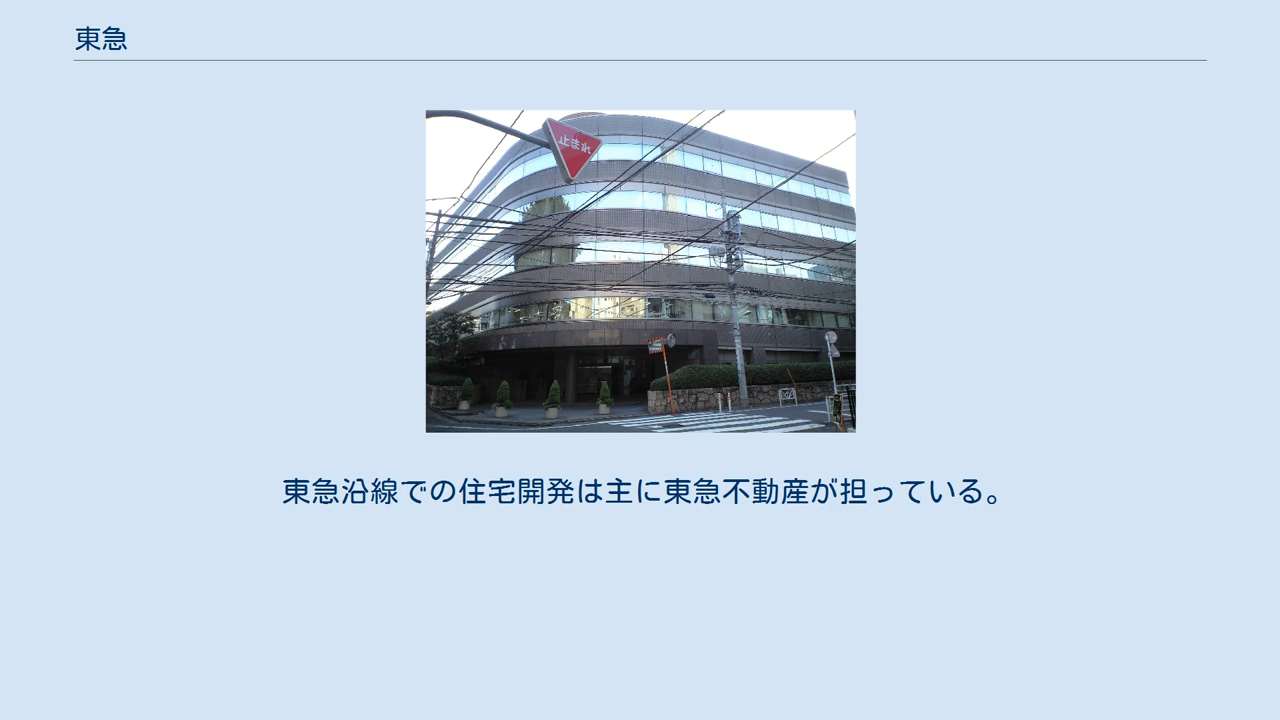 東急
止まれ
東急沿線での住宅開発は主に東急不動産が担っている。